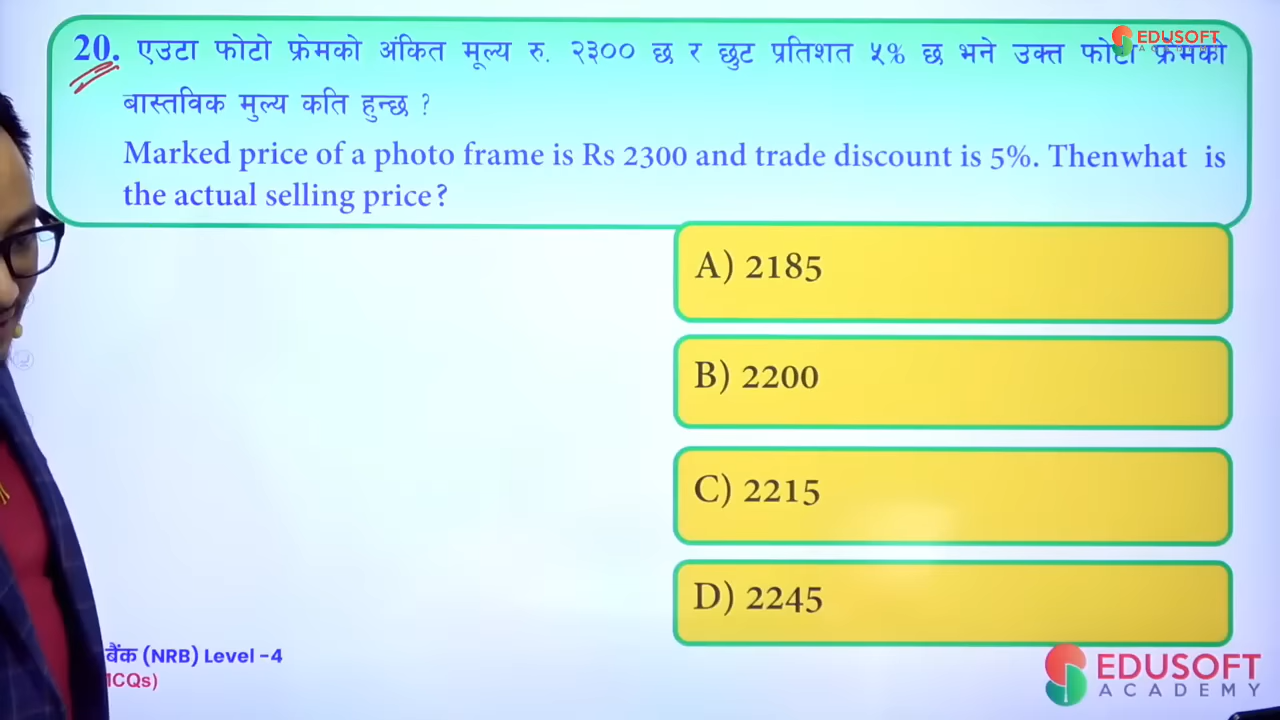 20. एउटा फोटो फ्रेमको अंकित मूल्य रु. २३०० छ र छुट प्रतिशत ५% छ भने उक्त फोटो फ्रेमको
बास्तविक मुल्य कति हुन्छ ?
Marked price of a photo frame is Rs 2300 and trade discount is 5%. Thenwhat is
the actual selling price?
A) 2185
B) 2200
C) 2215
D) 2245
बैंक (NRB) Level -4
ICQs)
EDUSOFT
ACADEMY
EDUSOFT
ACADEMY